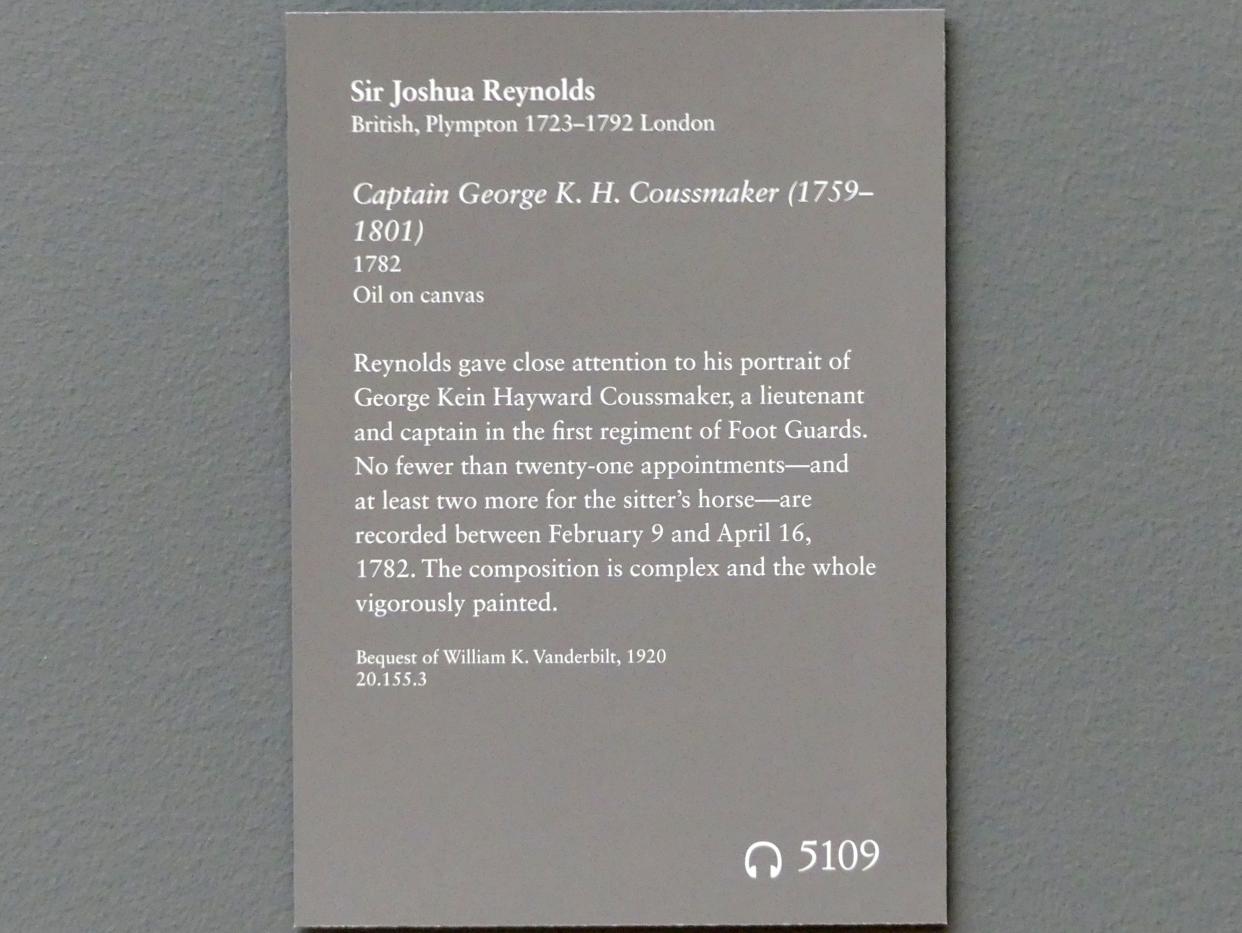 Sir Joshua Reynolds
British, Plympton 1723–1792 London
Captain George K. H. Coussmaker (1759–
1801)
1782
Oil on canvas
Reynolds gave close attention to his portrait of
George Kein Hayward Coussmaker, a lieutenant
and captain in the first regiment of Foot Guards.
No fewer than twenty-one appointments—and
at least two more for the sitter’s horse—are
recorded between February 9 and April 16,
1782. The composition is complex and the whole
vigorously painted.
Bequest of William K. Vanderbilt, 1920
20.155.3
5109